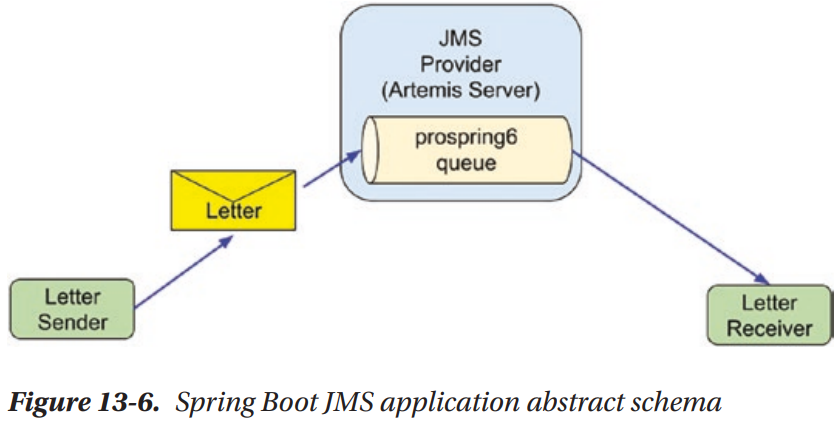 JMS
Provider
(Artemis Server)
prospring6
queue
Letter
Letter
Sender
Letter
Receiver
Figure 13-6. Spring Boot JMS application abstract schema